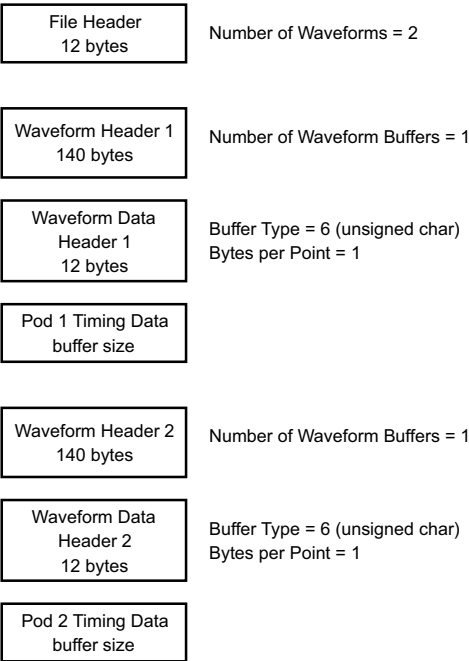 File Header
12 bytes
Number of Waveforms = 2
Waveform Header 1
140 bytes
Number of Waveform Buffers = 1
Waveform Data
Header 1
12 bytes
Buffer Type = 6 (unsigned char)
Bytes per Point = 1
Pod 1 Timing Data
buffer size
Waveform Header 2
140 bytes
Number of Waveform Buffers = 1
Waveform Data
Header 2
12 bytes
Buffer Type = 6 (unsigned char)
Bytes per Point = 1
Pod 2 Timing Data
buffer size